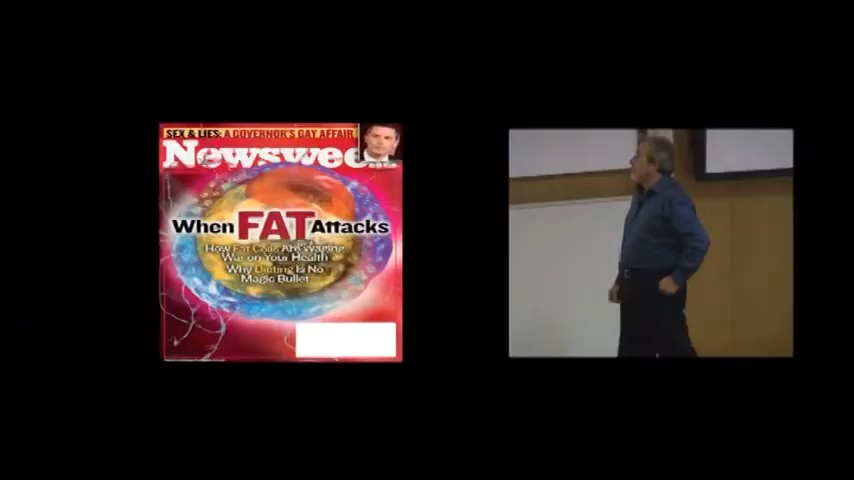 SEX & LIES: A GOVERNOR'S GAY AFFAIR
Newswee
When FAT Attacks
How Fat Cells Are Waging
War on Your Health
Why Dieting Is No
Magic Bullet